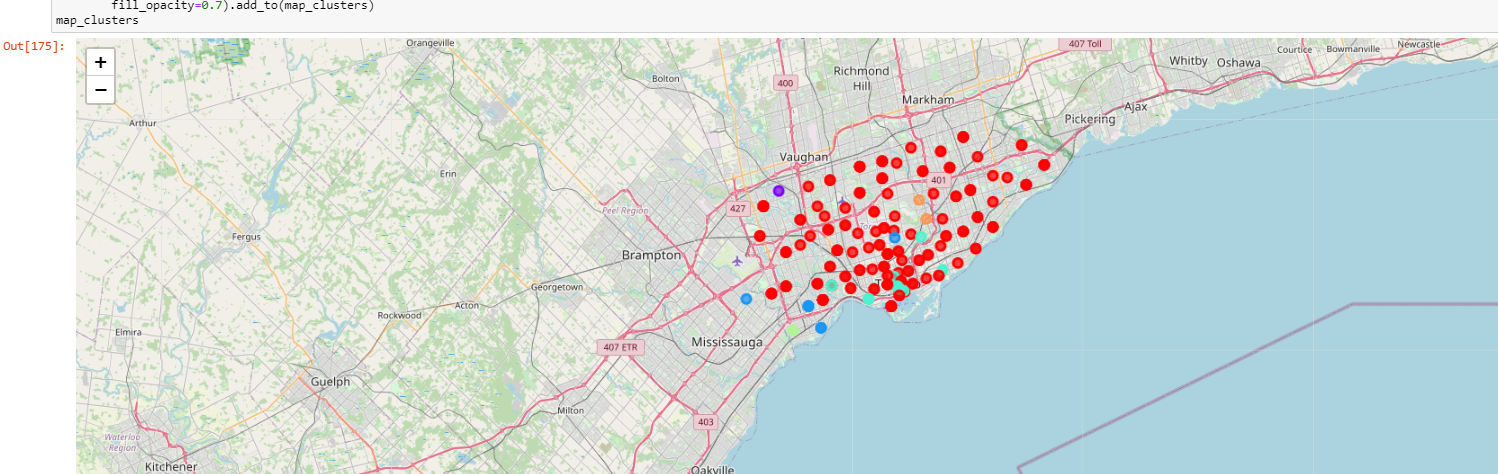 fill_opacity=0.7).add_to(map_clusters)
map_clusters
Out[175]:
+
−
Orangeville
407 Toll
Courtice
Bowmanville
Newcastle
Whitby
Oshawa
Bolton
400
Richmond
Hill
Markham
Ajax
Arthur
Pickering
Vaughan
Erin
401
427
Peel Region
Fergus
Brampton
Georgetown
Acton
Rockwood
Elmira
Mississauga
407 ETR
Guelph
Milton
403
Waterloo
Region
Kitchener
Oakville